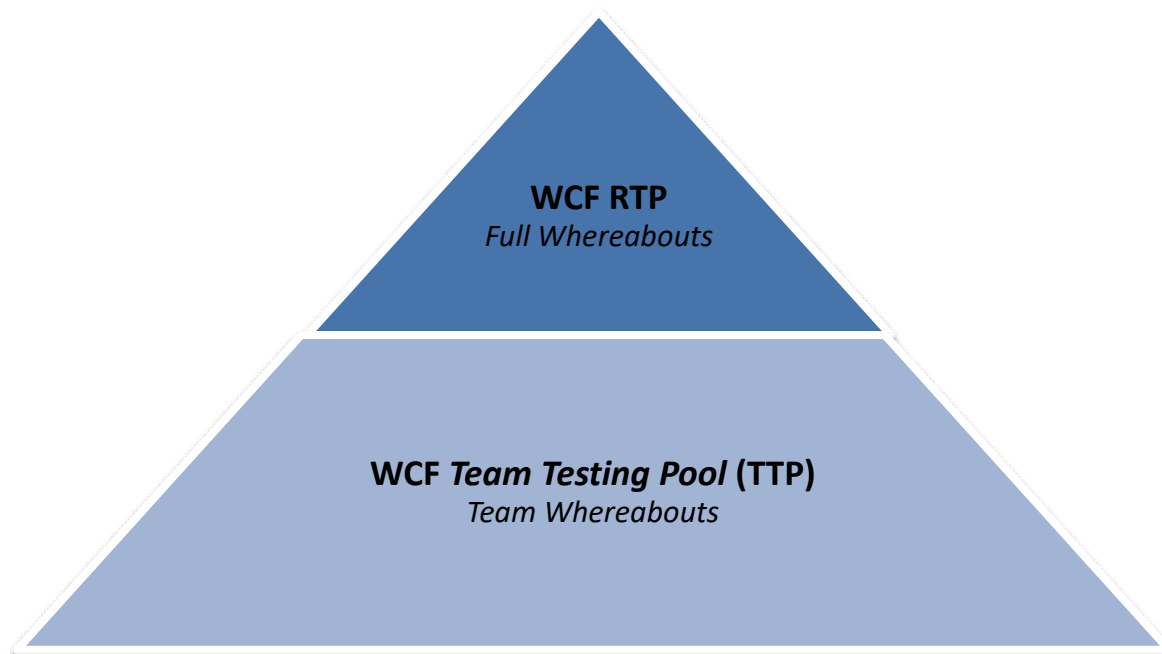 WCF RTP
Full Whereabouts
WCF Team Testing Pool (TTP)
Team Whereabouts